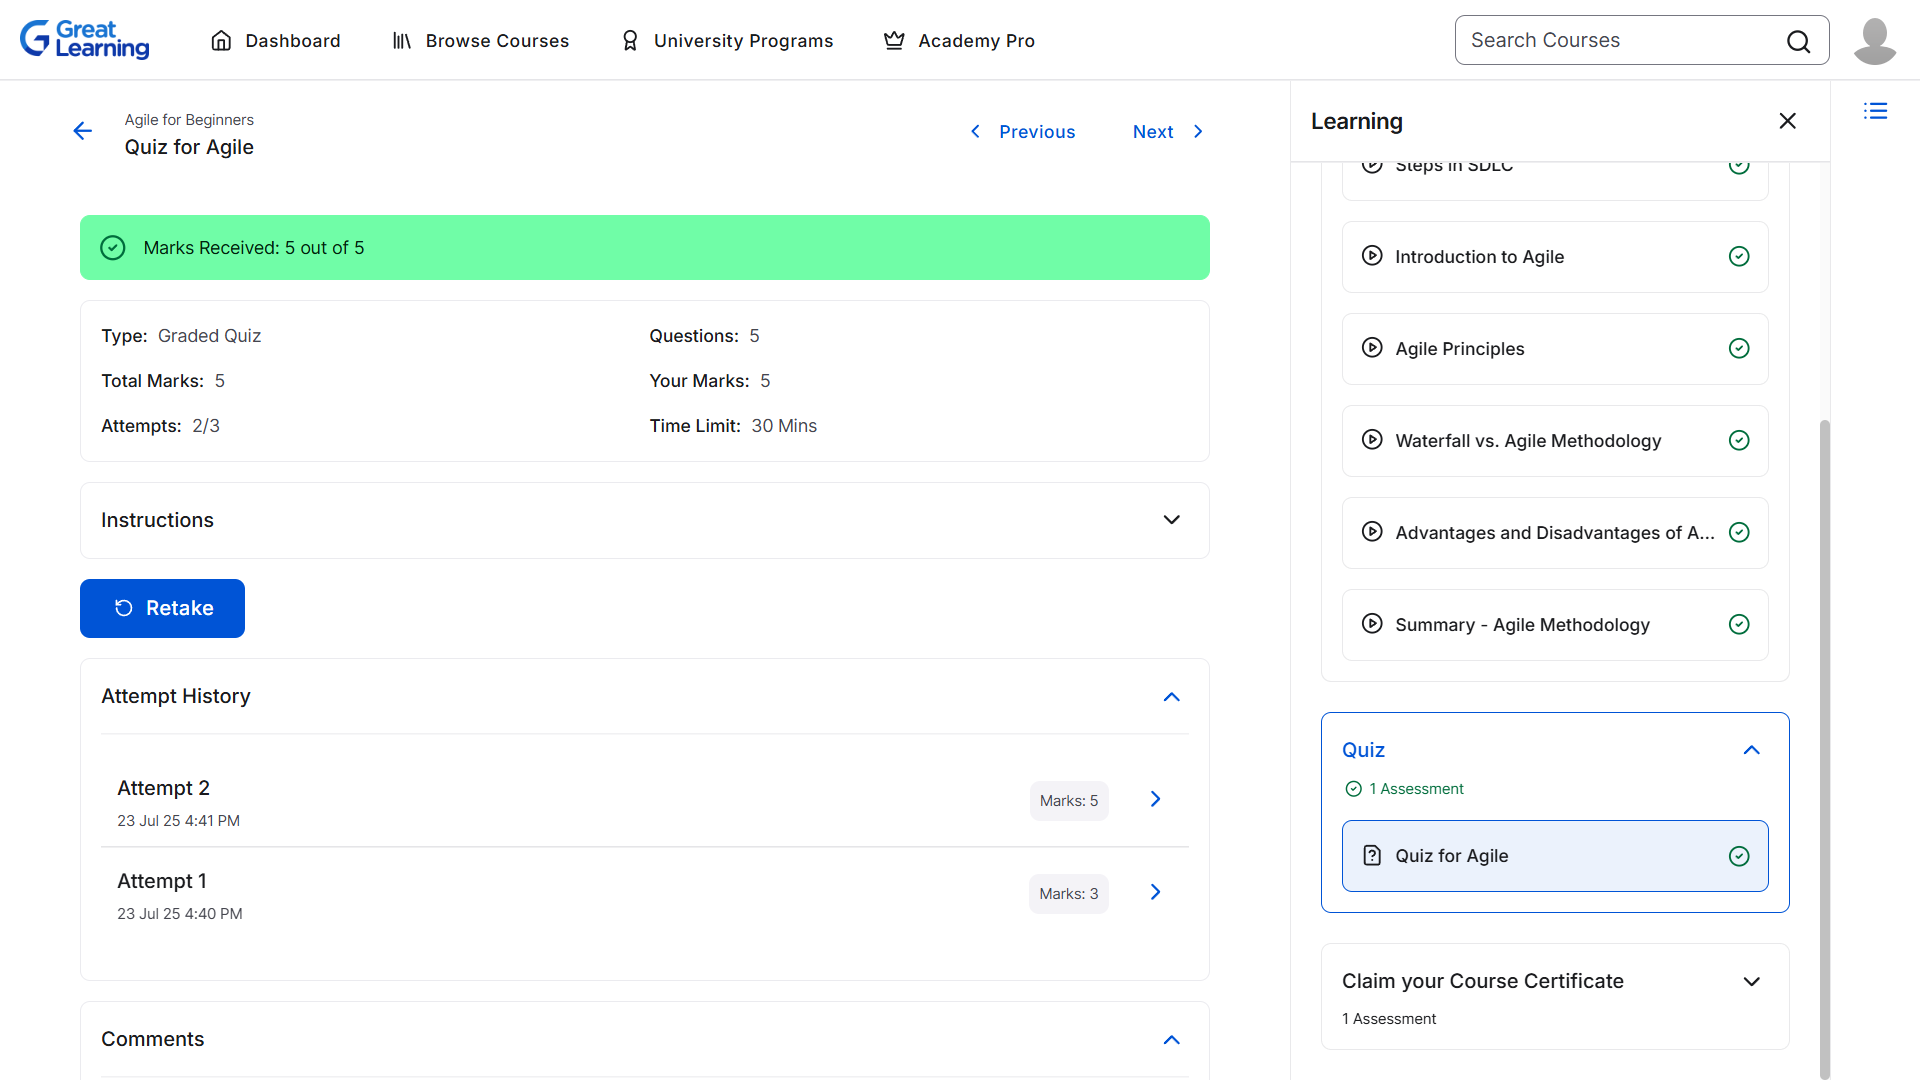 Great
Learning
Dashboard
Browse Courses
University Programs
Academy Pro
Search Courses
Agile for Beginners
Quiz for Agile
Previous
Next
Marks Received: 5 out of 5
Type: Graded Quiz
Questions: 5
Total Marks: 5
Your Marks: 5
Attempts: 2/3
Time Limit: 30 Mins
Instructions
Retake
Attempt History
Attempt 2
23 Jul 25 4:41 PM
Marks: 5
Attempt 1
23 Jul 25 4:40 PM
Marks: 3
Comments
Learning
Steps in SDLC
Introduction to Agile
Agile Principles
Waterfall vs. Agile Methodology
Advantages and Disadvantages of A...
Summary - Agile Methodology
Quiz
1 Assessment
Quiz for Agile
Claim your Course Certificate
1 Assessment